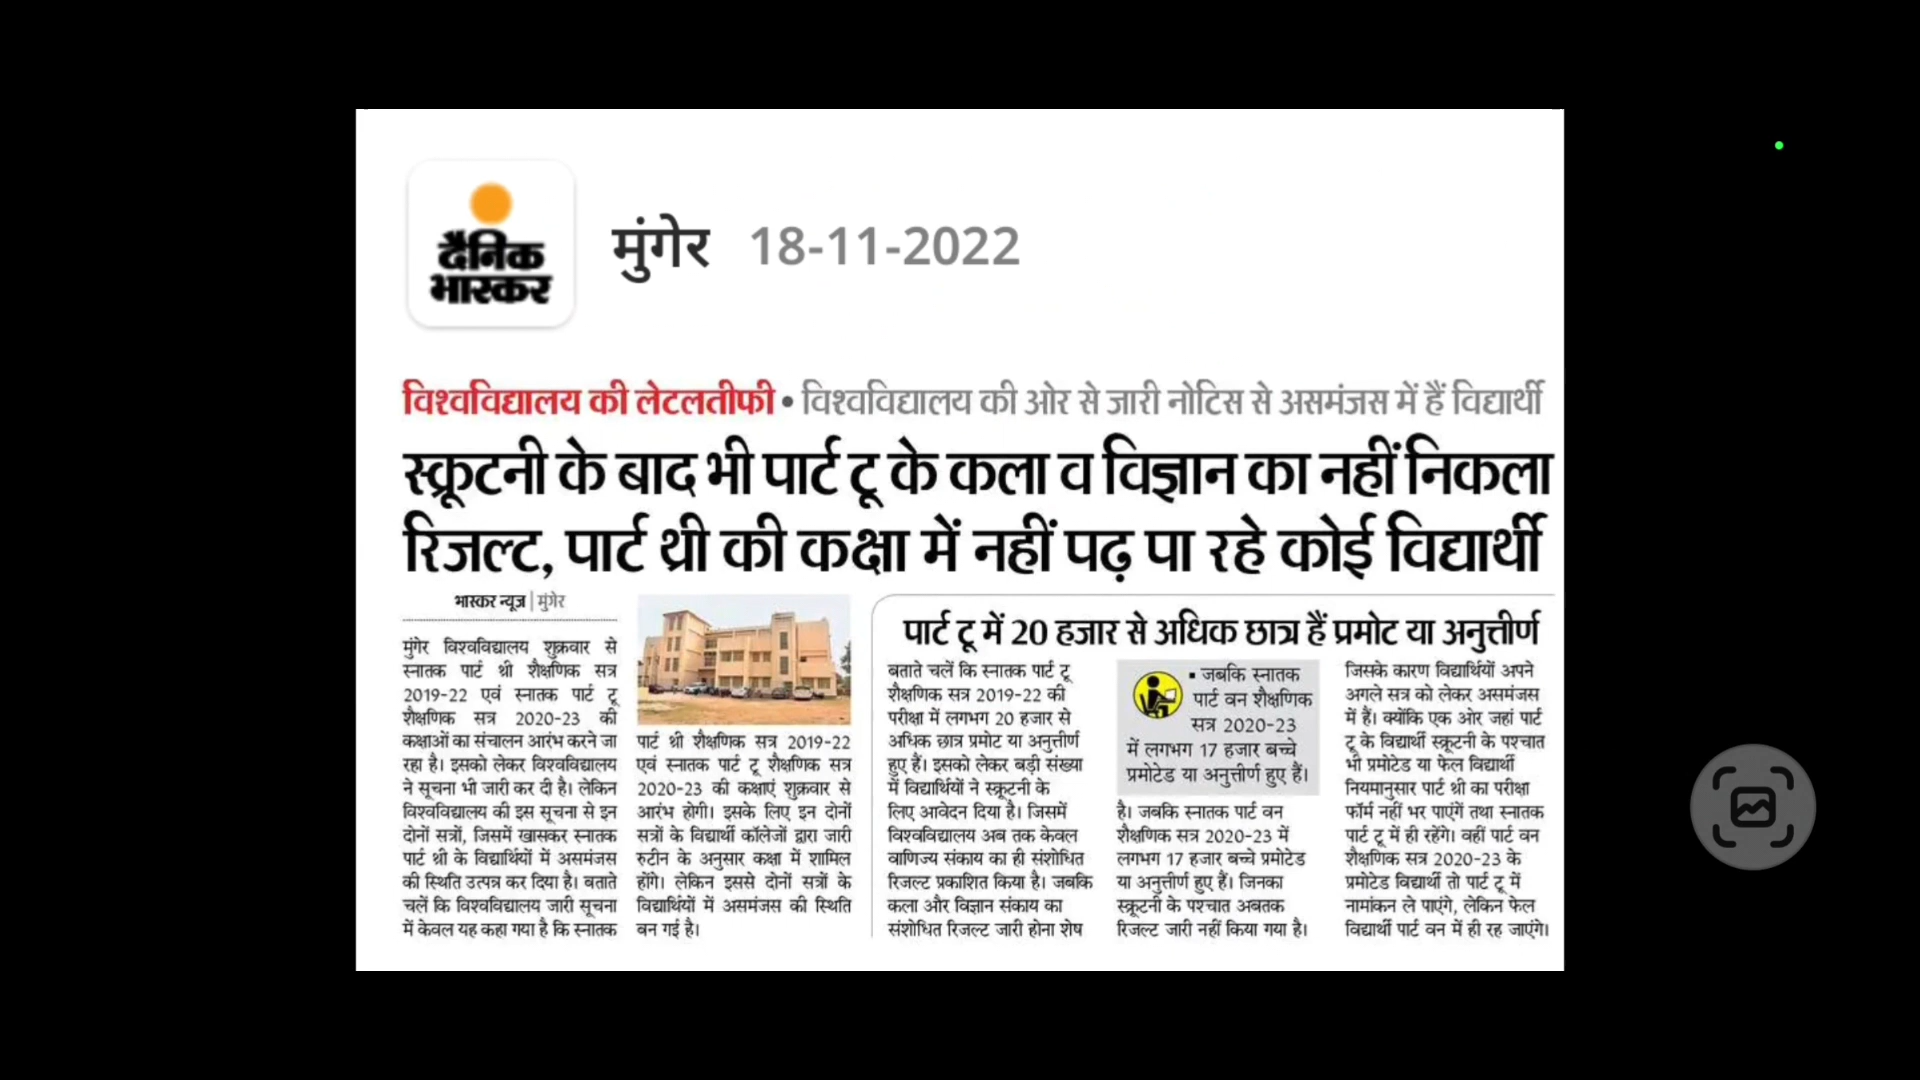 दैनिक
भास्कर
मुंगेर 18-11-2022
विश्वविद्यालय की लेटलतीफी • विश्वविद्यालय की ओर से जारी नोटिस से असमंजस में हैं विद्यार्थी
स्क्रूटनी के बाद भी पार्ट टू के कला व विज्ञान का नहीं निकला
रिजल्ट, पार्ट थ्री की कक्षा में नहीं पढ़ पा रहे कोई विद्यार्थी
भास्कर न्यूज | मुंगेर
मुंगेर विश्वविद्यालय शुक्रवार से
स्नातक पार्ट थ्री शैक्षणिक सत्र
2019-22 एवं स्नातक पार्ट टू
शैक्षणिक सत्र 2020-23 की
कक्षाओं का संचालन आरंभ करने जा
रहा है। इसको लेकर विश्वविद्यालय
ने सूचना भी जारी कर दी है। लेकिन
विश्वविद्यालय की इस सूचना से इन
दोनों सत्रों, जिसमें खासकर स्नातक
पार्ट थ्री के विद्यार्थियों में असमंजस
की स्थिति उत्पन्न कर दिया है। बताते
चलें कि विश्वविद्यालय जारी सूचना
में केवल यह कहा गया है कि स्नातक
पार्ट थ्री शैक्षणिक सत्र 2019-22
एवं स्नातक पार्ट टू शैक्षणिक सत्र
2020-23 की कक्षाएं शुक्रवार से
आरंभ होगी। इसके लिए इन दोनों
सत्रों के विद्यार्थी कॉलेजों द्वारा जारी
रुटीन के अनुसार कक्षा में शामिल
होंगे। लेकिन इससे दोनों सत्रों के
विद्यार्थियों में असमंजस की स्थिति
बन गई है।
पार्ट टू में 20 हजार से अधिक छात्र हैं प्रमोट या अनुत्तीर्ण
बताते चलें कि स्नातक पार्ट टू
शैक्षणिक सत्र 2019-22 की
परीक्षा में लगभग 20 हजार से
अधिक छात्र प्रमोट या अनुत्तीर्ण
हुए हैं। इसको लेकर बड़ी संख्या
में विद्यार्थियों ने स्क्रूटनी के
लिए आवेदन दिया है। जिसमें
विश्वविद्यालय अब तक केवल
वाणिज्य संकाय का ही संशोधित
रिजल्ट प्रकाशित किया है। जबकि
कला और विज्ञान संकाय का
संशोधित रिजल्ट जारी होना शेष
▪ जबकि स्नातक
पार्ट वन शैक्षणिक
सत्र 2020-23
में लगभग 17 हजार बच्चे
प्रमोटेड या अनुत्तीर्ण हुए हैं।
है। जबकि स्नातक पार्ट वन
शैक्षणिक सत्र 2020-23 में
लगभग 17 हजार बच्चे प्रमोटेड
या अनुत्तीर्ण हुए हैं। जिनका
स्क्रूटनी के पश्चात अबतक
रिजल्ट जारी नहीं किया गया है।
जिसके कारण विद्यार्थियों अपने
अगले सत्र को लेकर असमंजस
में हैं। क्योंकि एक ओर जहां पार्ट
टू के विद्यार्थी स्क्रूटनी के पश्चात
भी प्रमोटेड या फेल विद्यार्थी
नियमानुसार पार्ट थ्री का परीक्षा
फॉर्म नहीं भर पाएंगें तथा स्नातक
पार्ट टू में ही रहेंगे। वहीं पार्ट वन
शैक्षणिक सत्र 2020-23 के
प्रमोटेड विद्यार्थी तो पार्ट टू में
नामांकन ले पाएंगे, लेकिन फेल
विद्यार्थी पार्ट वन में ही रह जाएंगे।